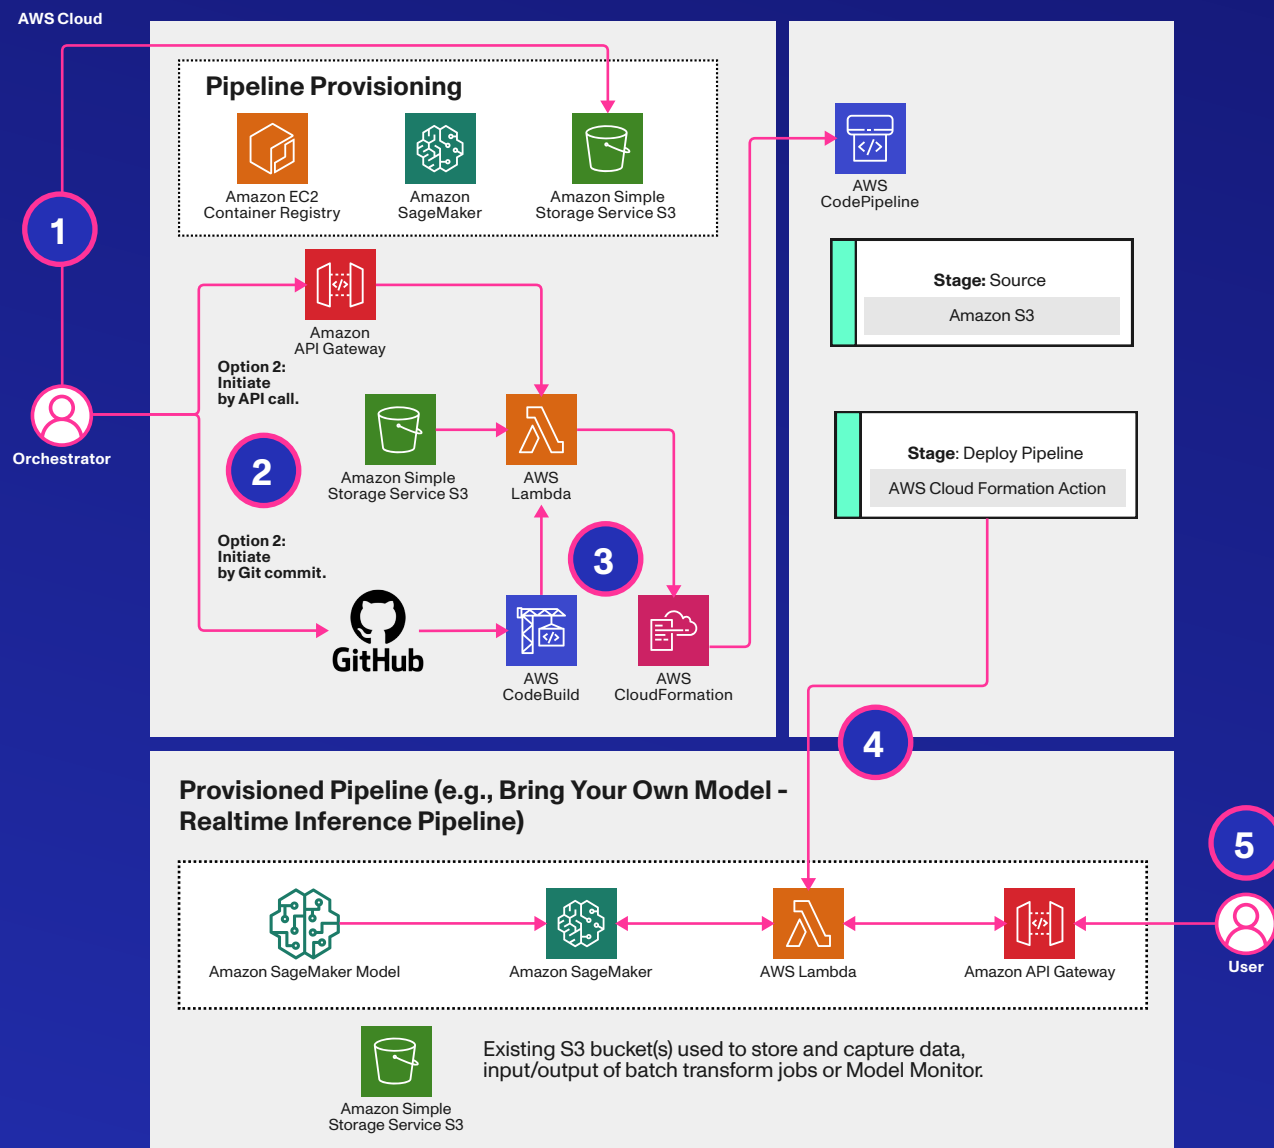 AWS Cloud
Pipeline Provisioning
Amazon EC2
Container Registry
Amazon
SageMaker
Amazon Simple
Storage Service S3
1
Amazon
API Gateway
Option 2:
Initiate
by API call.
Orchestrator
2
Amazon Simple
Storage Service S3
AWS
Lambda
Option 2:
Initiate
by Git commit.
3
GitHub
AWS
CodeBuild
AWS
CloudFormation
AWS
CodePipeline
Stage: Source
Amazon S3
Stage: Deploy Pipeline
AWS Cloud Formation Action
4
Provisioned Pipeline (e.g., Bring Your Own Model -
Realtime Inference Pipeline)
5
Amazon SageMaker Model
Amazon SageMaker
AWS Lambda
Amazon API Gateway
User
Amazon Simple
Storage Service S3
Existing S3 bucket(s) used to store and capture data,
input/output of batch transform jobs or Model Monitor.